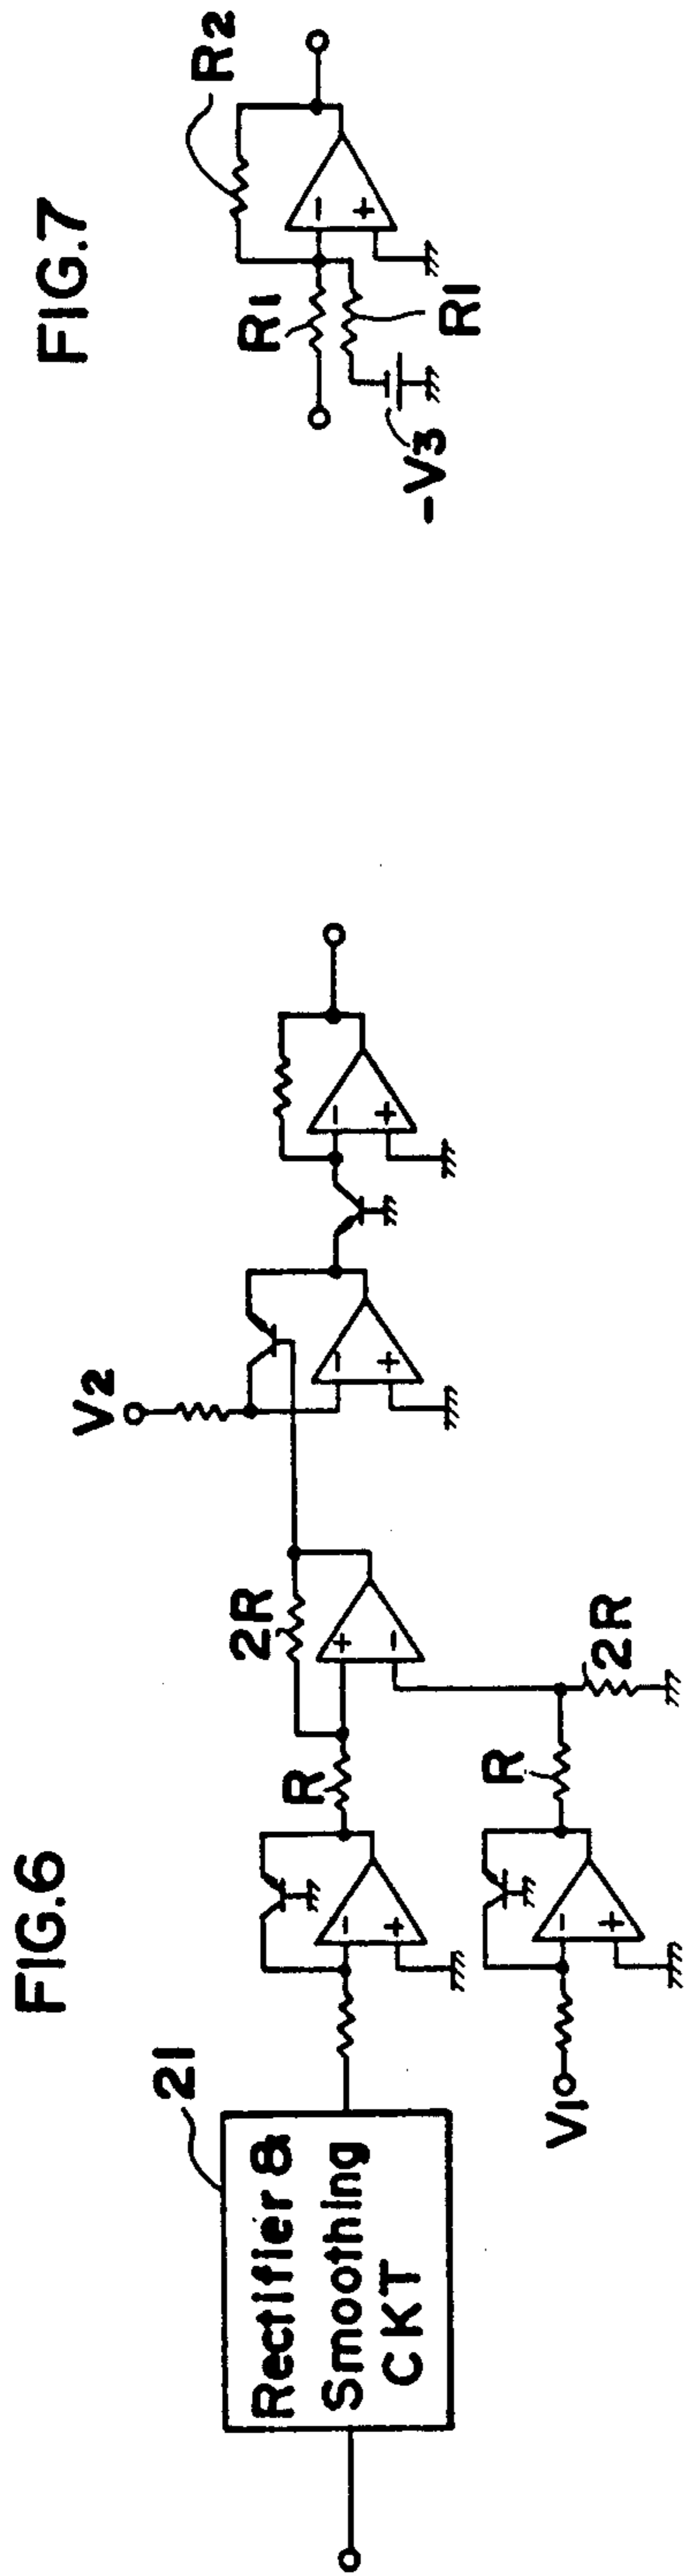 FIG.6
21
Rectifier &
Smoothing
CKT
R
2R
V2
V1
R
2R
- +
- +
+ -
- +
- +
FIG.7
R1
R2
R1
-V3
- +